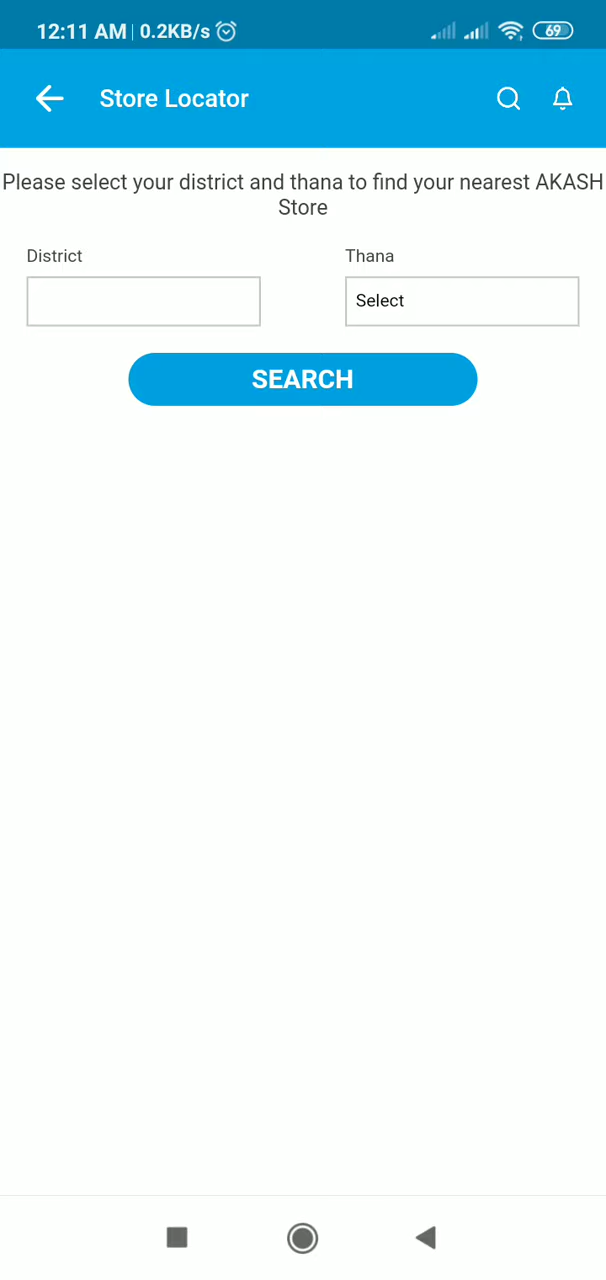 12:11 AM | 0.2KB/s 69
Store Locator
Please select your district and thana to find your nearest AKASH
Store
District Thana
Select
SEARCH